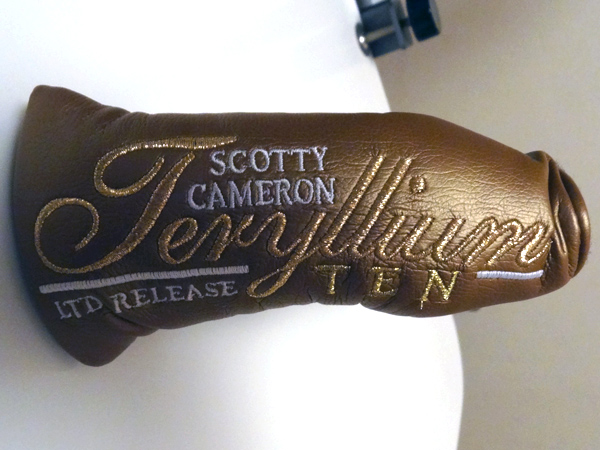 SCOTTY
CAMERON
Teryllium
TEN
LTD RELEASE